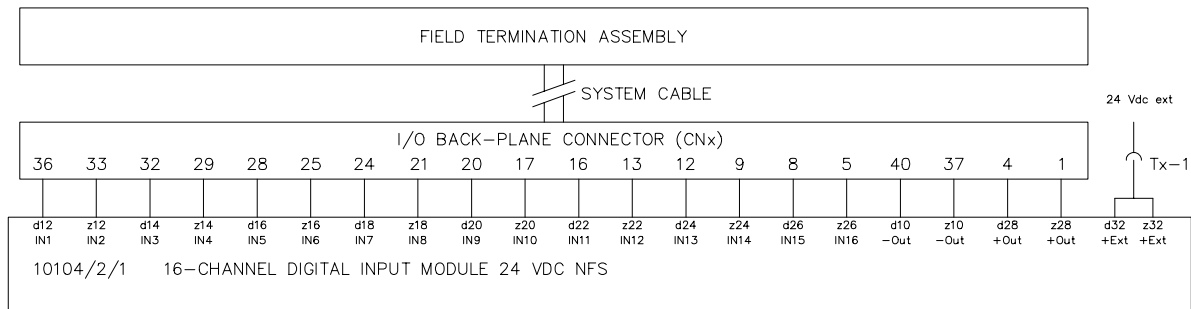 FIELD TERMINATION ASSEMBLY
SYSTEM CABLE
24 Vdc ext
I/O BACK-PLANE CONNECTOR (CNx)
36 33 32 29 28 25 24 21 20 17 16 13 12 9 8 5 40 37 4 1
Tx-1
d12 z12 d14 z14 d16 z16 d18 z18 d20 z20 d22 z22 d24 z24 d26 z26 d10 z10 d28 z28 d32 z32
IN1 IN2 IN3 IN4 IN5 IN6 IN7 IN8 IN9 IN10 IN11 IN12 IN13 IN14 IN15 IN16 -Out -Out +Out +Out +Ext +Ext
10104/2/1 16-CHANNEL DIGITAL INPUT MODULE 24 VDC NFS